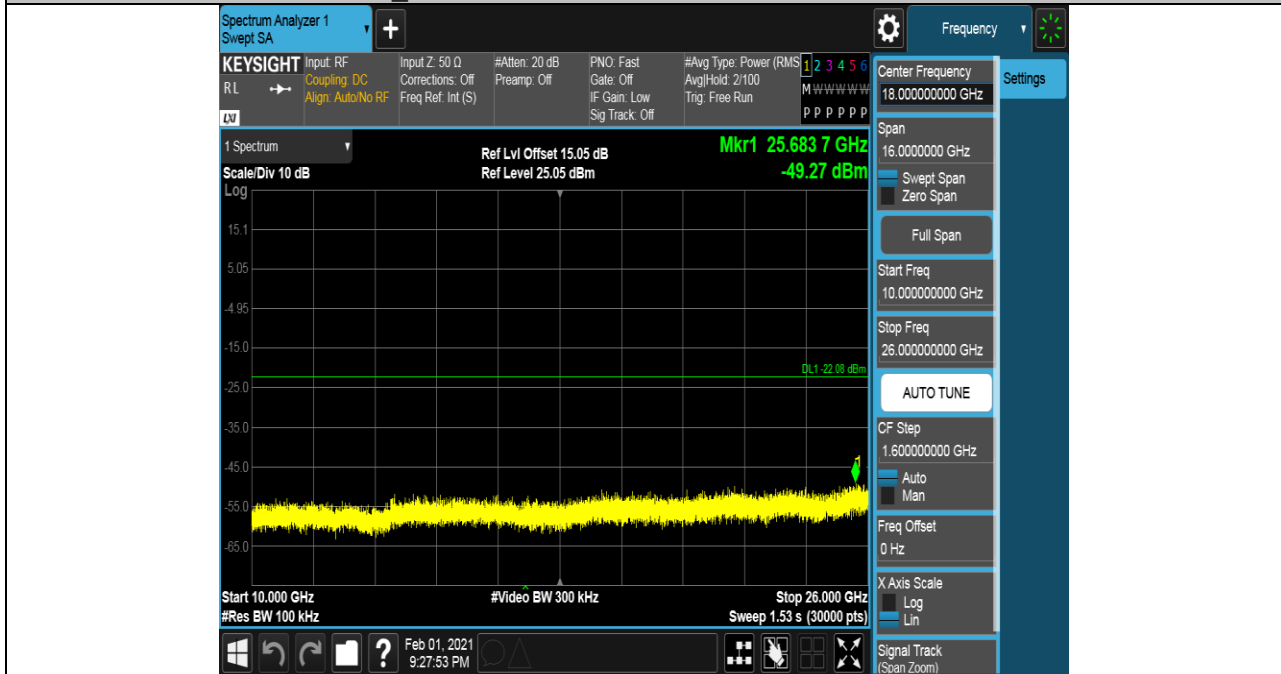 Spectrum Analyzer 1
Swept SA
+
Frequency
KEYSIGHT
RL
LXI
Input: RF
Coupling: DC
Align: Auto/No RF
Input Z: 50 Ω
Corrections: Off
Freq Ref: Int (S)
#Atten: 20 dB
Preamp: Off
PNO: Fast
Gate: Off
IF Gain: Low
Sig Track: Off
#Avg Type: Power (RMS
Avg|Hold: 2/100
Trig: Free Run
1 2 3 4 5 6
M W W W W W
P P P P P P
1 Spectrum
Scale/Div 10 dB
Log
Ref Lvl Offset 15.05 dB
Ref Level 25.05 dBm
Mkr1 25.683 7 GHz
-49.27 dBm
15.1
5.05
-4.95
-15.0
-25.0
-35.0
-45.0
-55.0
-65.0
DL1 -22.08 dBm
1
Start 10.000 GHz
#Res BW 100 kHz
#Video BW 300 kHz
Stop 26.000 GHz
Sweep 1.53 s (30000 pts)
Center Frequency
18.000000000 GHz
Span
16.0000000 GHz
Swept Span
Zero Span
Full Span
Start Freq
10.000000000 GHz
Stop Freq
26.000000000 GHz
AUTO TUNE
CF Step
1.600000000 GHz
Auto
Man
Freq Offset
0 Hz
X Axis Scale
Log
Lin
Signal Track
(Span Zoom)
Settings
?
Feb 01, 2021
9:27:53 PM